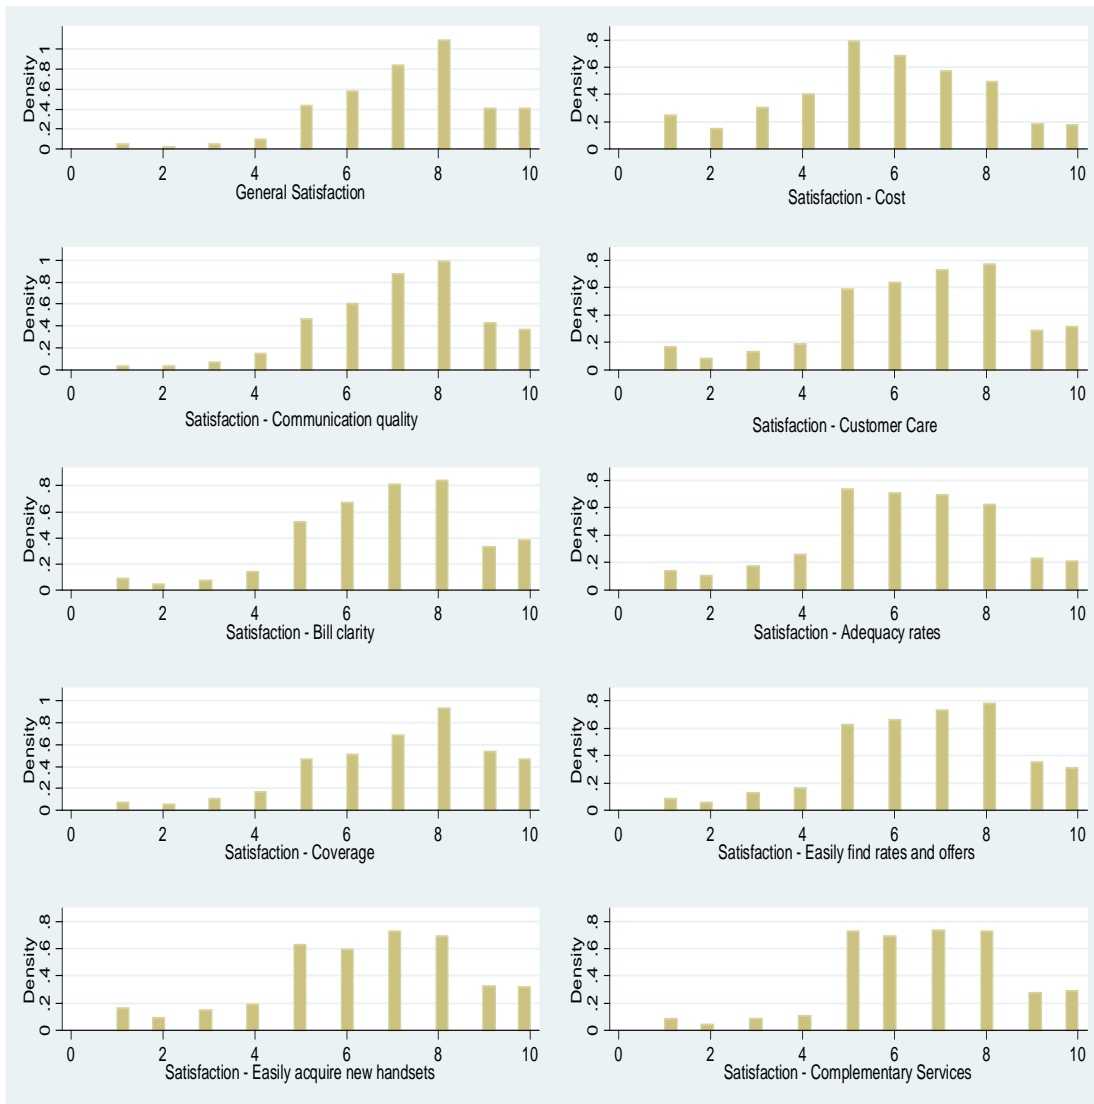 Density
0 .2 .4 .6 .8 1
0 2 4 6 8 10
General Satisfaction
Density
0 .2 .4 .6 .8
0 2 4 6 8 10
Satisfaction - Cost
Density
0 .2 .4 .6 .8 1
0 2 4 6 8 10
Satisfaction - Communication quality
Density
0 .2 .4 .6 .8
0 2 4 6 8 10
Satisfaction - Customer Care
Density
0 .2 .4 .6 .8
0 2 4 6 8 10
Satisfaction - Bill clarity
Density
0 .2 .4 .6 .8
0 2 4 6 8 10
Satisfaction - Adequacy rates
Density
0 .2 .4 .6 .8 1
0 2 4 6 8 10
Satisfaction - Coverage
Density
0 .2 .4 .6 .8
0 2 4 6 8 10
Satisfaction - Easily find rates and offers
Density
0 .2 .4 .6 .8
0 2 4 6 8 10
Satisfaction - Easily acquire new handsets
Density
0 .2 .4 .6 .8
0 2 4 6 8 10
Satisfaction - Complementary Services